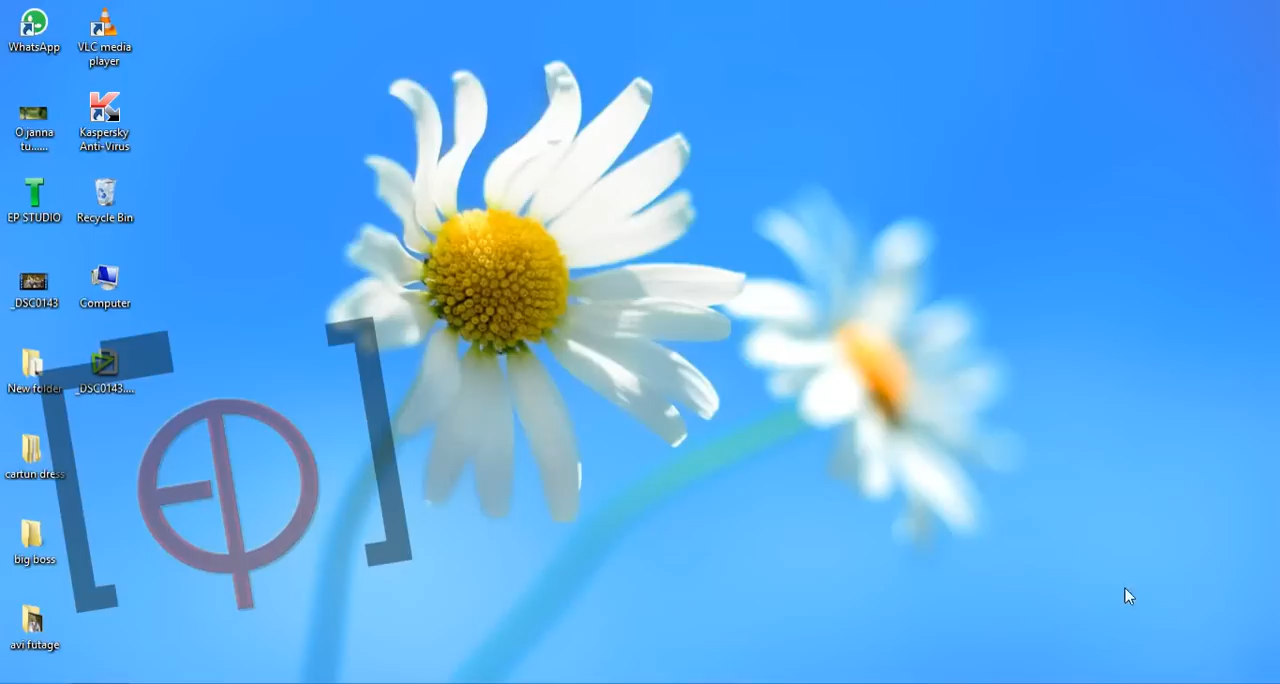 WhatsApp
VLC media
player
O janna
tu......
Kaspersky
Anti-Virus
EP STUDIO
Recycle Bin
_DSC0143
Computer
New folder
_DSC0143....
cartun dress
big boss
avi futage